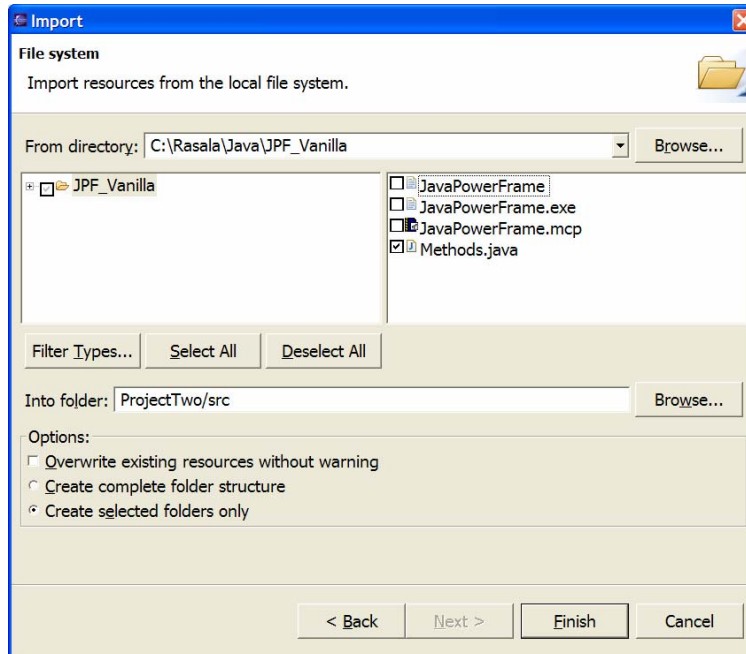 Import
File system
Import resources from the local file system.
From directory: C:\Rasala\Java\JPF_Vanilla Browse...
JPF_Vanilla
JavaPowerFrame
JavaPowerFrame.exe
JavaPowerFrame.mcp
Methods.java
Filter Types... Select All Deselect All
Into folder: ProjectTwo/src Browse...
Options:
Overwrite existing resources without warning
Create complete folder structure
Create selected folders only
< Back Next > Finish Cancel